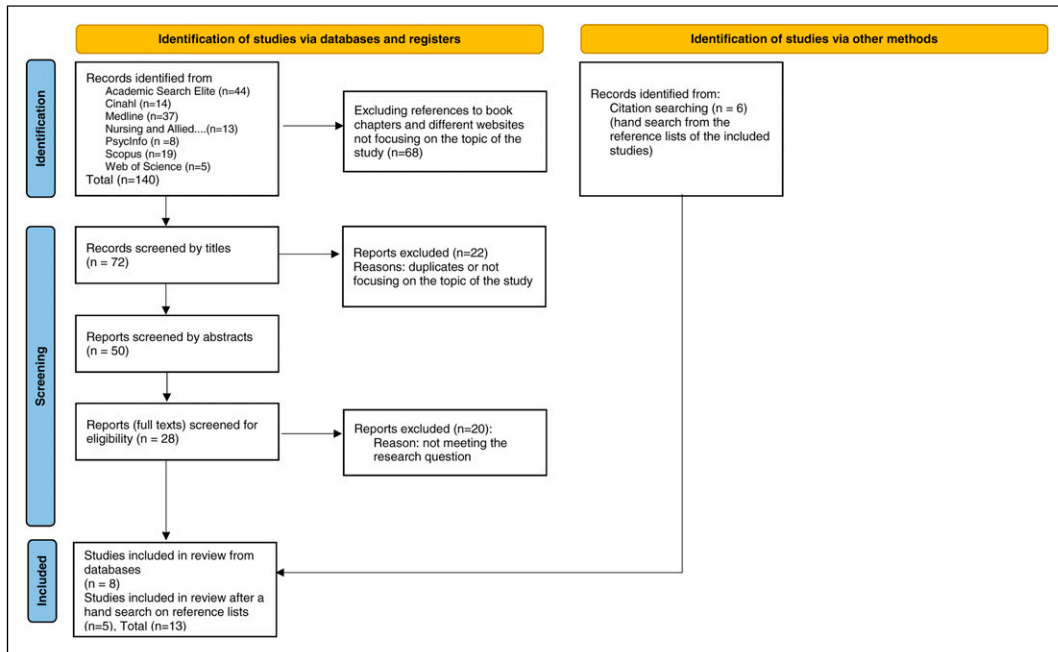 Identification of studies via databases and registers
Identification of studies via other methods
Identification
Records identified from
Academic Search Elite (n=44)
Cinahl (n=14)
Medline (n=37)
Nursing and Allied....(n=13)
PsycInfo (n =8)
Scopus (n=19)
Web of Science (n=5)
Total (n=140)
Excluding references to book
chapters and different websites
not focusing on the topic of the
study (n=68)
Records identified from:
Citation searching (n = 6)
(hand search from the
reference lists of the included
studies)
Screening
Records screened by titles
(n = 72)
Reports excluded (n=22)
Reasons: duplicates or not
focusing on the topic of the study
Reports screened by abstracts
(n = 50)
Reports (full texts) screened for
eligibility (n = 28)
Reports excluded (n=20):
Reason: not meeting the
research question
Included
Studies included in review from
databases
(n = 8)
Studies included in review after a
hand search on reference lists
(n=5), Total (n=13)